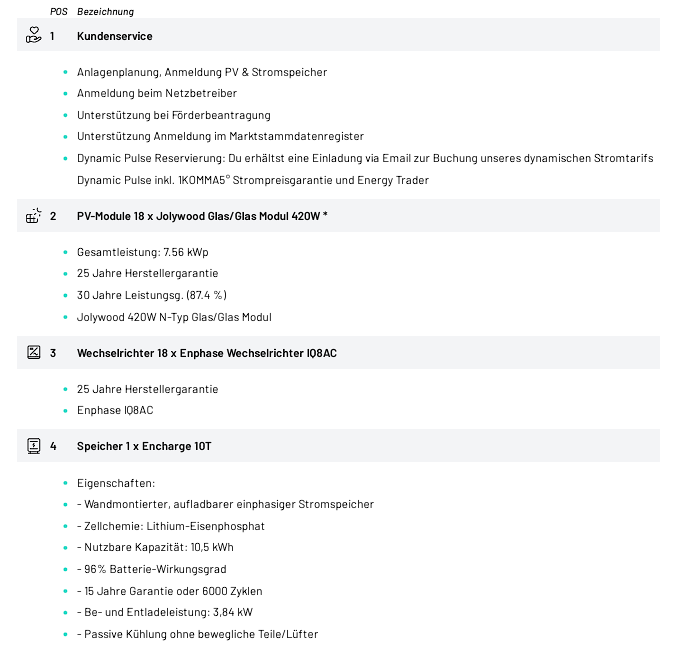 POS Bezeichnung
1 Kundenservice
Anlagenplanung, Anmeldung PV & Stromspeicher
Anmeldung beim Netzbetreiber
Unterstützung bei Förderbeantragung
Unterstützung Anmeldung im Marktstammdatenregister
Dynamic Pulse Reservierung: Du erhältst eine Einladung via Email zur Buchung unseres dynamischen Stromtarifs
Dynamic Pulse inkl. 1KOMMA5° Strompreisgarantie und Energy Trader
2 PV-Module 18 x Jolywood Glas/Glas Modul 420W *
Gesamtleistung: 7.56 kWp
25 Jahre Herstellergarantie
30 Jahre Leistungsg. (87.4 %)
Jolywood 420W N-Typ Glas/Glas Modul
3 Wechselrichter 18 x Enphase Wechselrichter IQ8AC
25 Jahre Herstellergarantie
Enphase IQ8AC
4 Speicher 1 x Encharge 10T
Eigenschaften:
- Wandmontierter, aufladbarer einphasiger Stromspeicher
- Zellchemie: Lithium-Eisenphosphat
- Nutzbare Kapazität: 10,5 kWh
- 96% Batterie-Wirkungsgrad
- 15 Jahre Garantie oder 6000 Zyklen
- Be- und Entladeleistung: 3,84 kW
- Passive Kühlung ohne bewegliche Teile/Lüfter